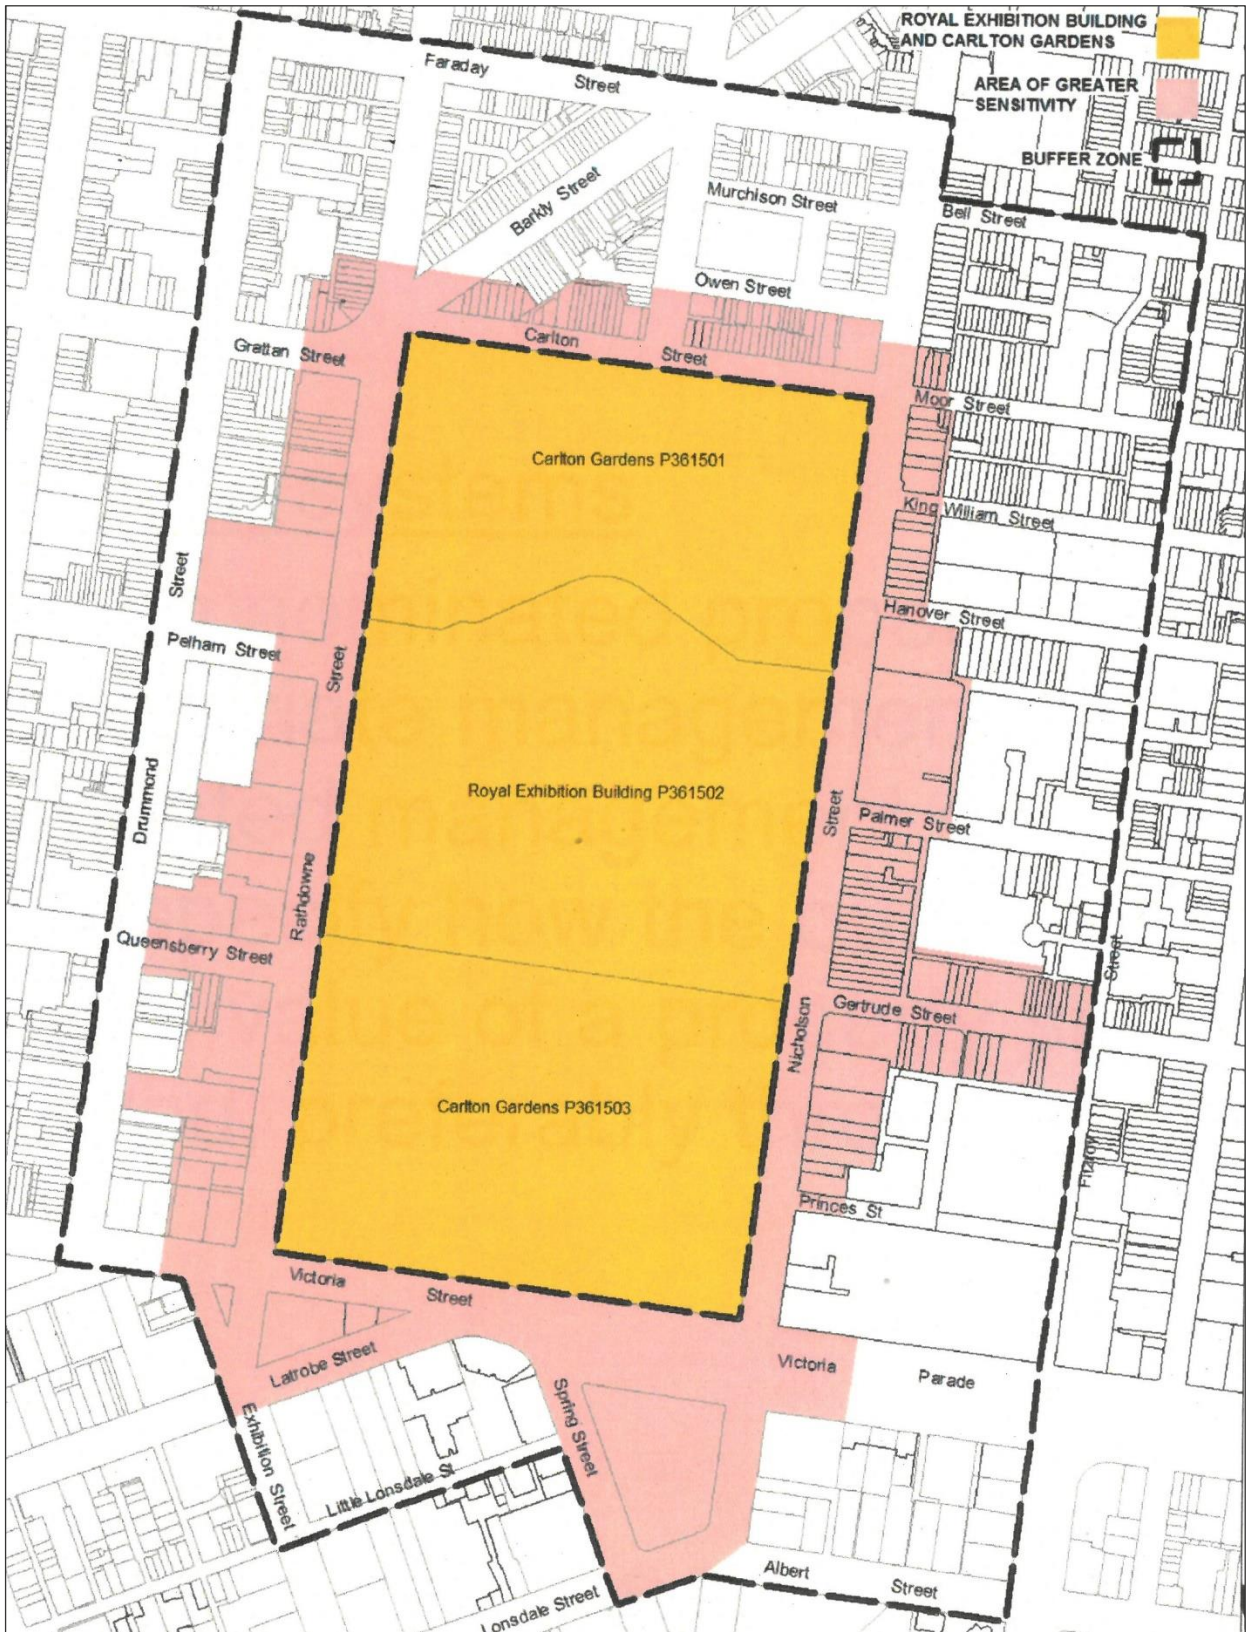 ROYAL EXHIBITION BUILDING
AND CARLTON GARDENS
AREA OF GREATER
SENSITIVITY
BUFFER ZONE
Faraday
Street
Barkly Street
Murchison Street
Bell Street
Owen Street
Carlton
Street
Grattan Street
Moor Street
Carlton Gardens P361501
King William Street
Street
Hanover Street
Pelham Street
Street
Drummond
Royal Exhibition Building P361502
Street
Palmer Street
Rathdowne
Queensberry Street
Street
Gertrude Street
Nicholson
Carlton Gardens P361503
Fitzroy
Princes St
Victoria
Street
Latrobe Street
Victoria
Parade
Spring Street
Exhibition Street
Little Lonsdale St
Albert
Street
Lonsdale Street